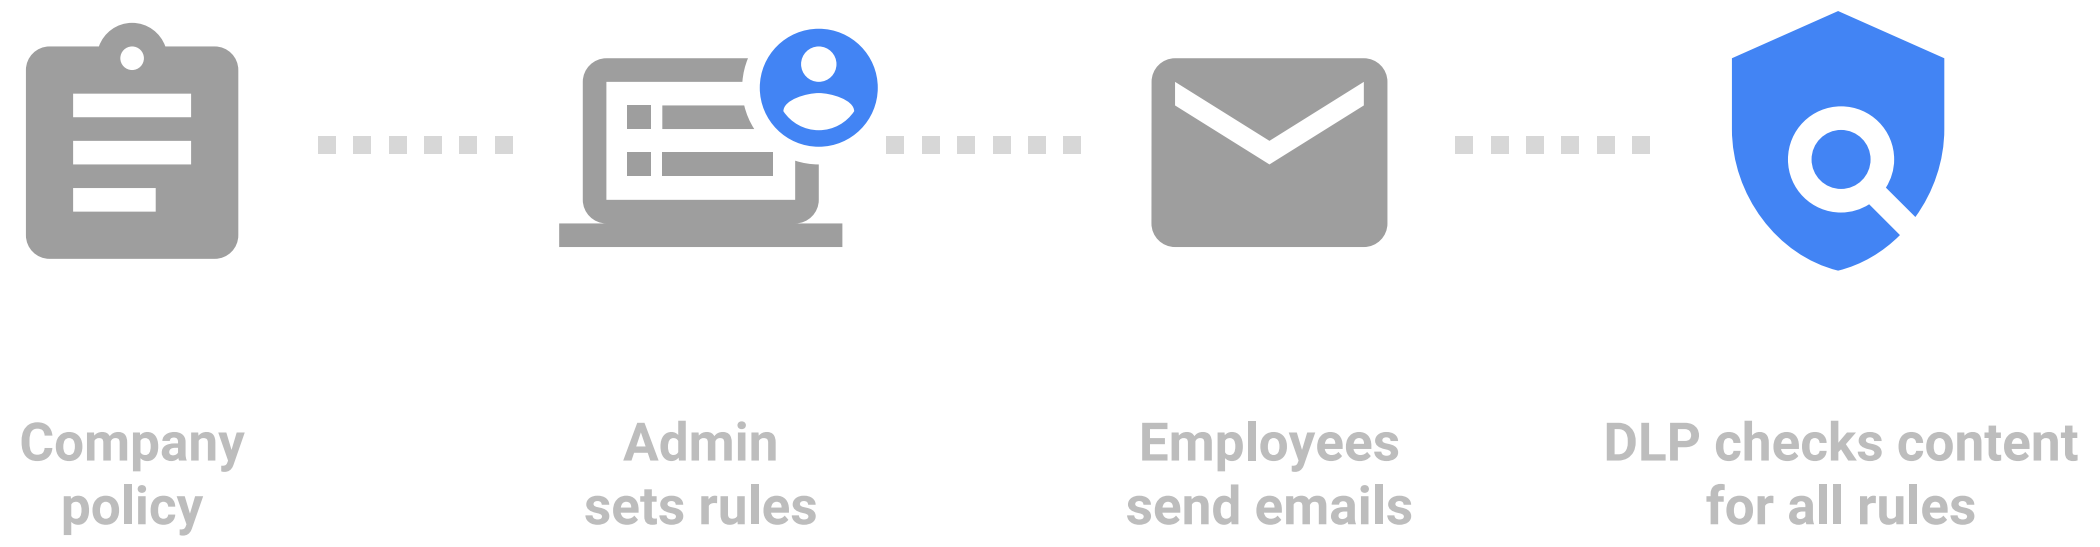 Company
policy
Admin
sets rules
Employees
send emails
DLP checks content
for all rules